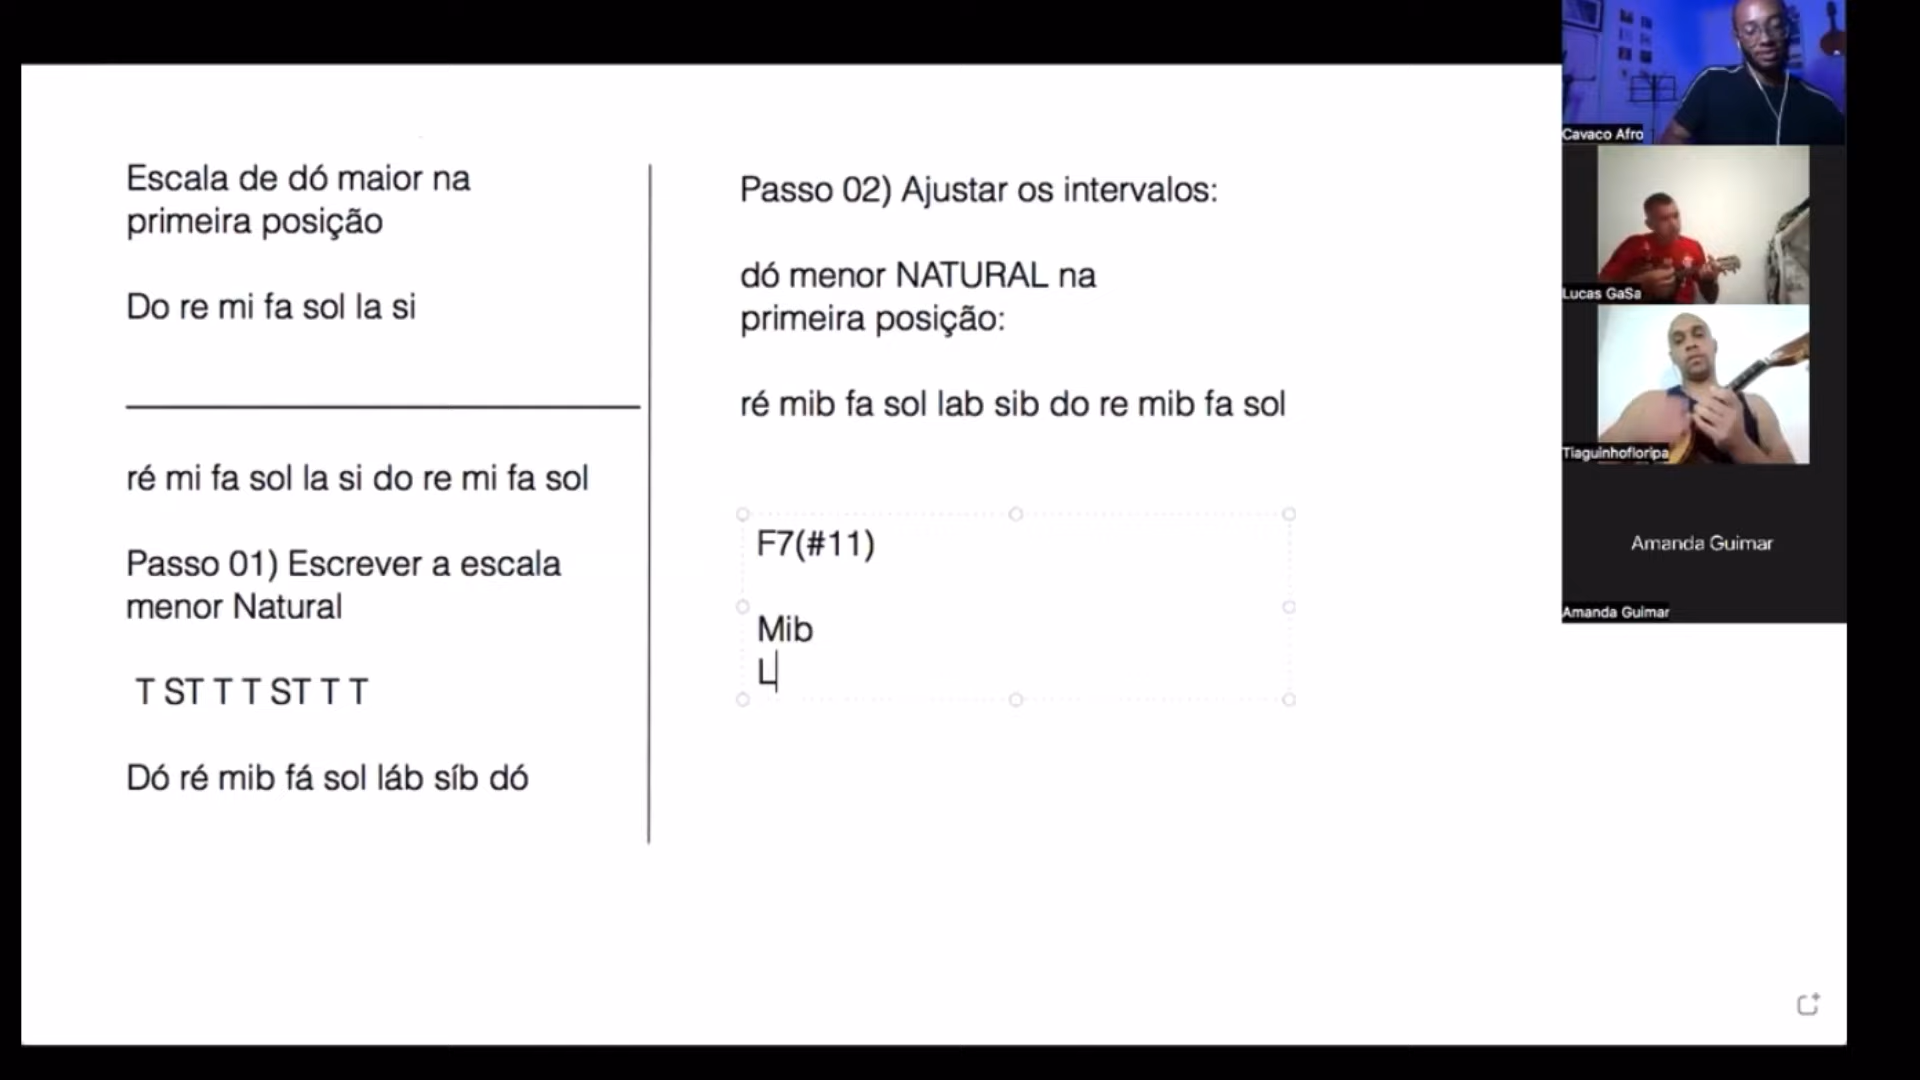 Escala de dó maior na
primeira posição
Do re mi fa sol la si
ré mi fa sol la si do re mi fa sol
Passo 01) Escrever a escala
menor Natural
T ST T T ST T T
Dó ré mib fá sol láb síb dó
Passo 02) Ajustar os intervalos:
dó menor NATURAL na
primeira posição:
ré mib fa sol lab sib do re mib fa sol
F7(#11)
Mib
L
Cavaco Afro
Lucas GaSa
Tiaguinhofloripa
Amanda Guimar
Amanda Guimar